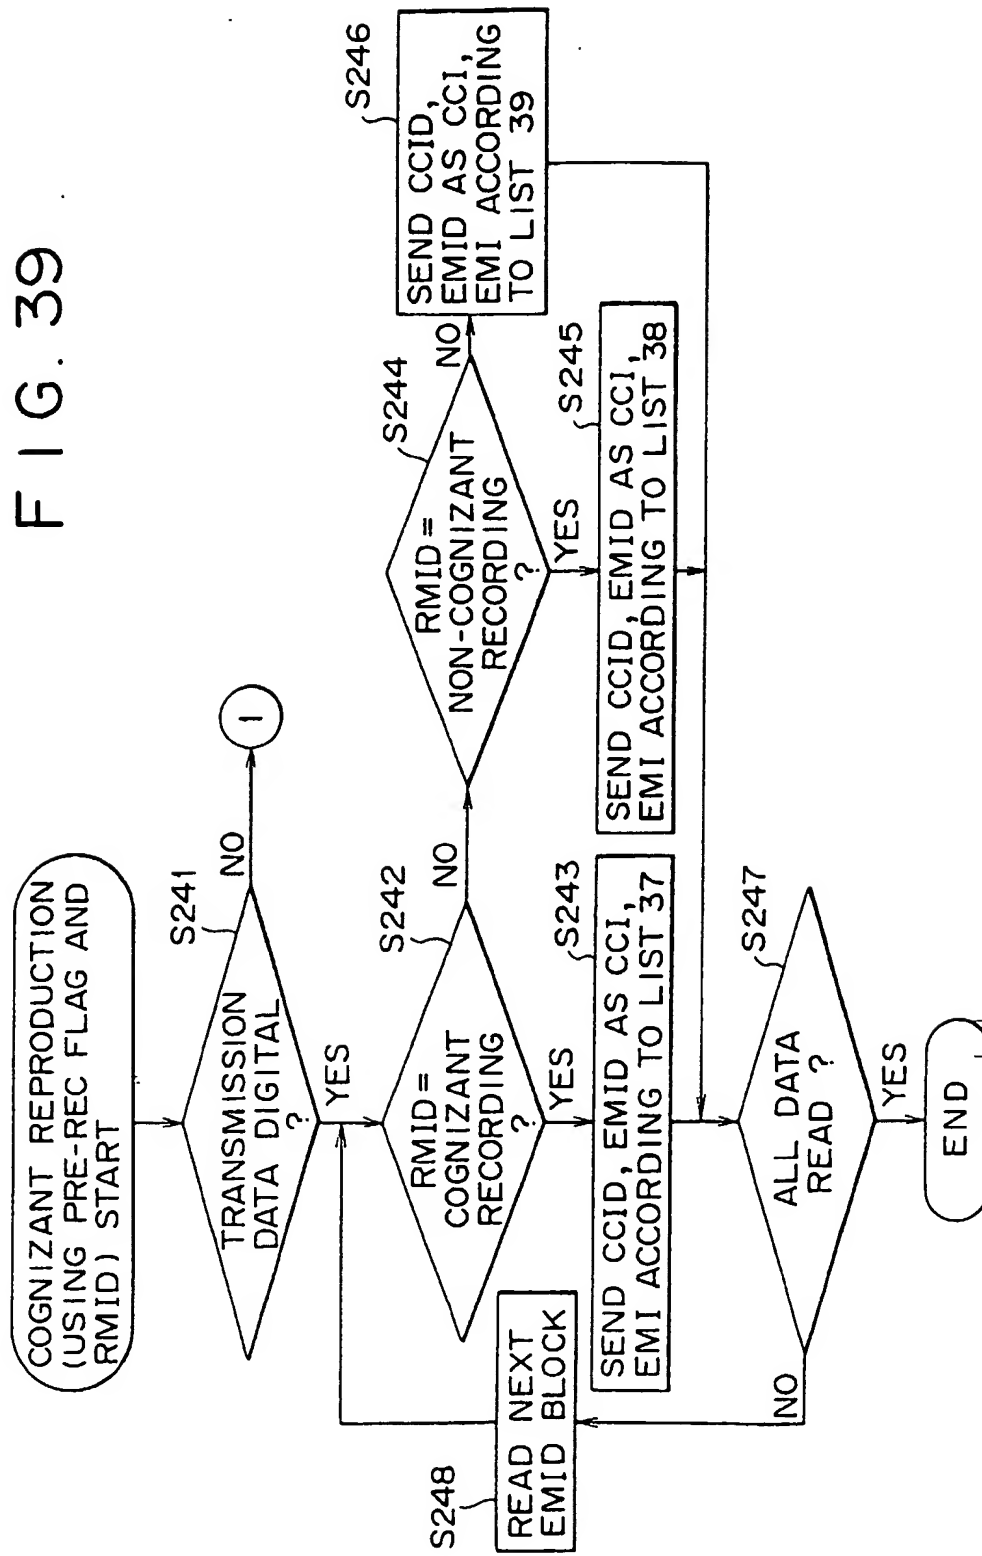 FIG. 39
COGNIZANT REPRODUCTION
(USING PRE-REC FLAG AND
RMID) START
S241
TRANSMISSION
DATA DIGITAL
?
NO
1
YES
S242
RMID=
COGNIZANT
RECORDING
?
NO
YES
S244
RMID=
NON-COGNIZANT
RECORDING
?
NO
YES
S246
SEND CCID,
EMID AS CCI,
EMI ACCORDING
TO LIST 39
S243
SEND CCID, EMID AS CCI,
EMI ACCORDING TO LIST 37
S245
SEND CCID, EMID AS CCI,
EMI ACCORDING TO LIST 38
S247
ALL DATA
READ ?
NO
YES
S248
READ NEXT
EMID BLOCK
END